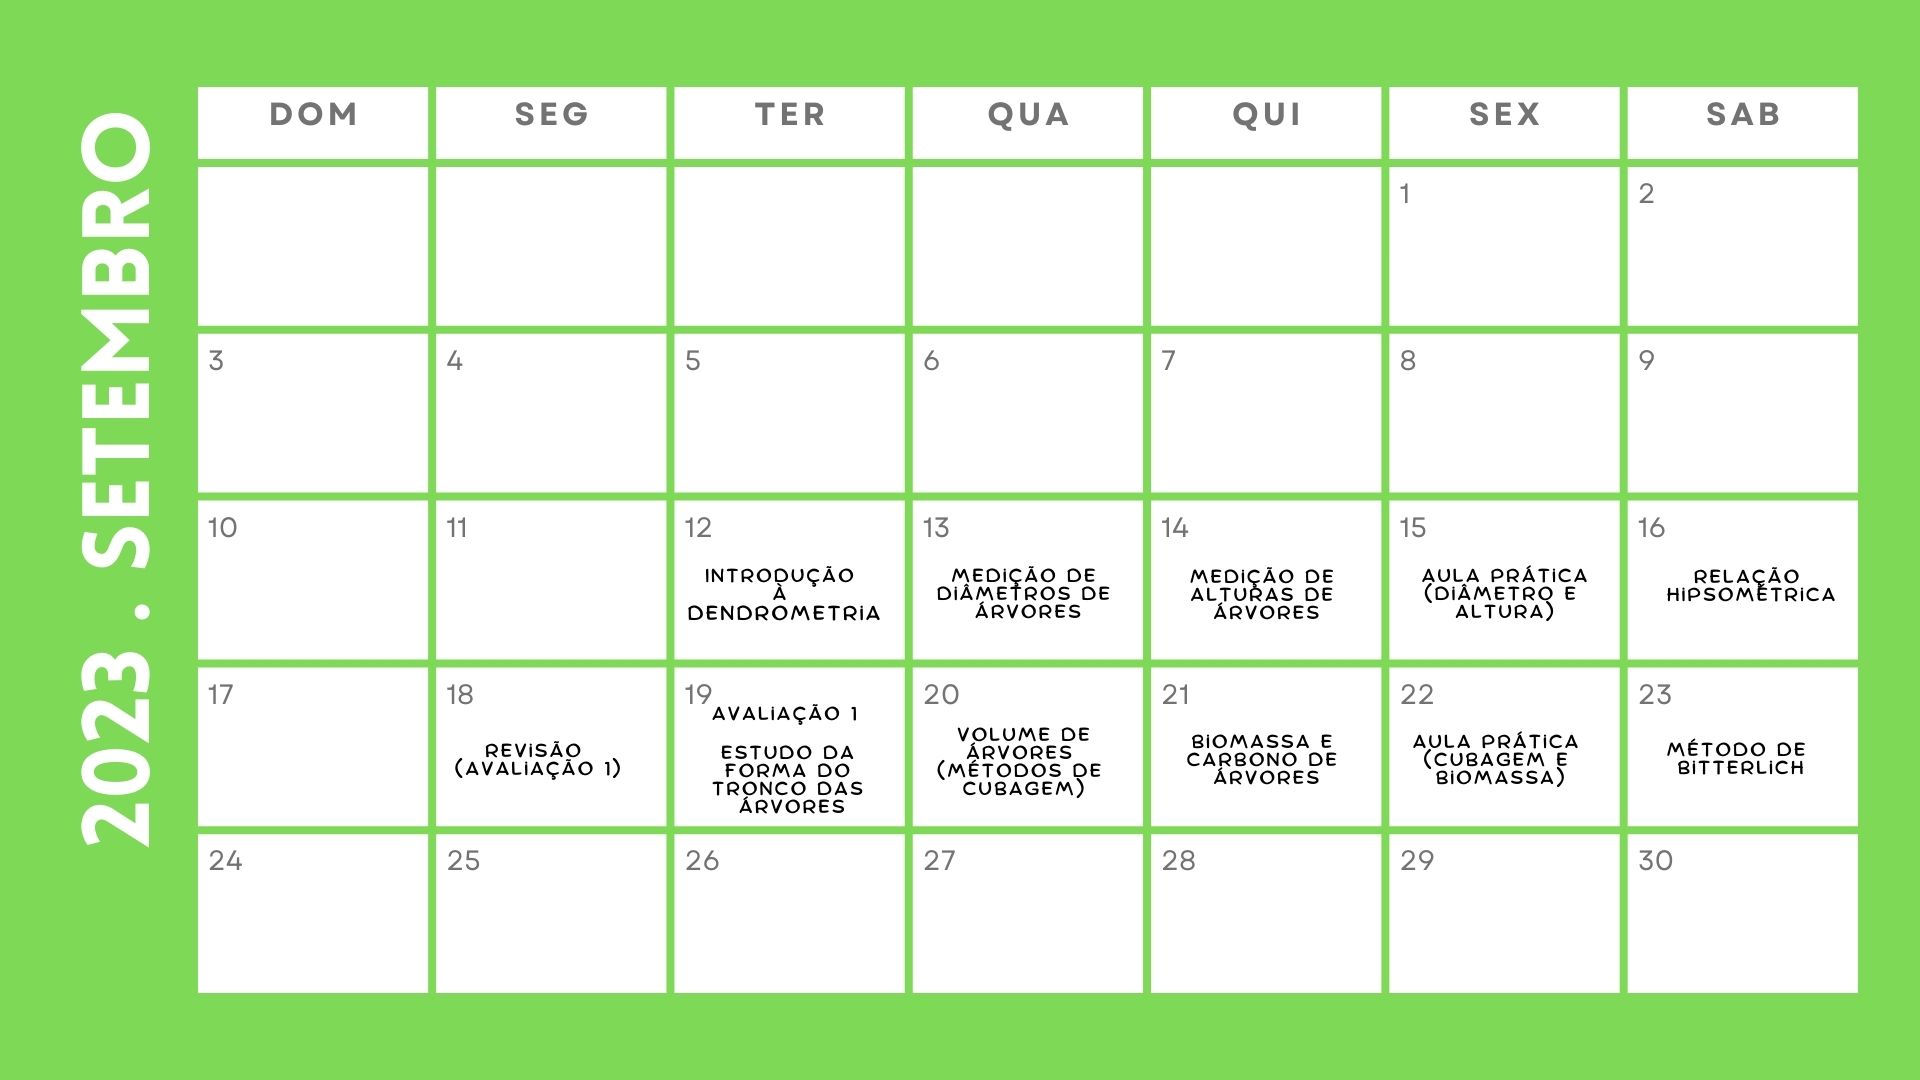 2023 . SETEMBRO
DOM
SEG
TER
QUA
QUI
SEX
SAB
1
2
3
4
5
6
7
8
9
10
11
12
INTRODUÇÃO
À
DENDROMETRIA
13
MEDIÇÃO DE
DIÂMETROS DE
ÁRVORES
14
MEDIÇÃO DE
ALTURAS DE
ÁRVORES
15
AULA PRÁTICA
(DIÂMETRO E
ALTURA)
16
RELAÇÃO
HIPSOMÉTRICA
17
18
REVISÃO
(AVALIAÇÃO 1)
19
AVALIAÇÃO 1
ESTUDO DA
FORMA DO
TRONCO DAS
ÁRVORES
20
VOLUME DE
ÁRVORES
(MÉTODOS DE
CUBAGEM)
21
BIOMASSA E
CARBONO DE
ÁRVORES
22
AULA PRÁTICA
(CUBAGEM E
BIOMASSA)
23
MÉTODO DE
BITTERLICH
24
25
26
27
28
29
30